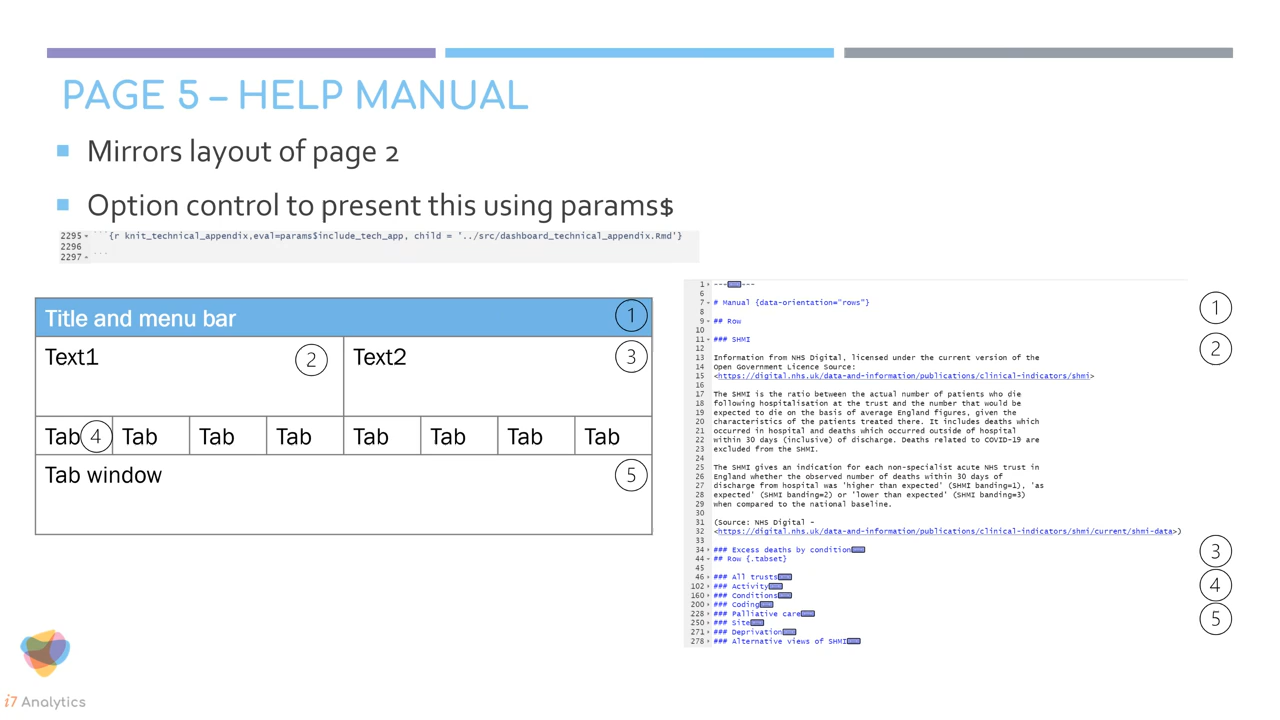 PAGE 5 – HELP MANUAL
Mirrors layout of page 2
Option control to present this using params$
2295 ```{r knit_technical_appendix,eval=params$include_tech_app, child = '../src/dashboard_technical_appendix.Rmd'}
2296
2297 ```
Title and menu bar 1
Text1 2 Text2 3
Tab 4 Tab Tab Tab Tab Tab Tab Tab
Tab window 5
1 --- ---
6
7 # Manual {data-orientation="rows"} 1
8
9 ## Row
10
11 ### SHMI 2
12
13 Information from NHS Digital, licensed under the current version of the
14 Open Government Licence Source:
15 <https://digital.nhs.uk/data-and-information/publications/clinical-indicators/shmi>
16
17 The SHMI is the ratio between the actual number of patients who die
18 following hospitalisation at the trust and the number that would be
19 expected to die on the basis of average England figures, given the
20 characteristics of the patients treated there. It includes deaths which
21 occurred in hospital and deaths which occurred outside of hospital
22 within 30 days (inclusive) of discharge. Deaths related to COVID-19 are
23 excluded from the SHMI.
24
25 The SHMI gives an indication for each non-specialist acute NHS trust in
26 England whether the observed number of deaths within 30 days of
27 discharge from hospital was 'higher than expected' (SHMI banding=1), 'as
28 expected' (SHMI banding=2) or 'lower than expected' (SHMI banding=3)
29 when compared to the national baseline.
30
31 (Source: NHS Digital -
32 <https://digital.nhs.uk/data-and-information/publications/clinical-indicators/shmi/current/shmi-data>)
33
34 ### Excess deaths by condition 3
44 ## Row {.tabset}
45
46 ### All trusts 4
102 ### Activity
160 ### Conditions
200 ### Coding
228 ### Palliative care 5
250 ### Site
271 ### Deprivation
278 ### Alternative views of SHMI
i7 Analytics